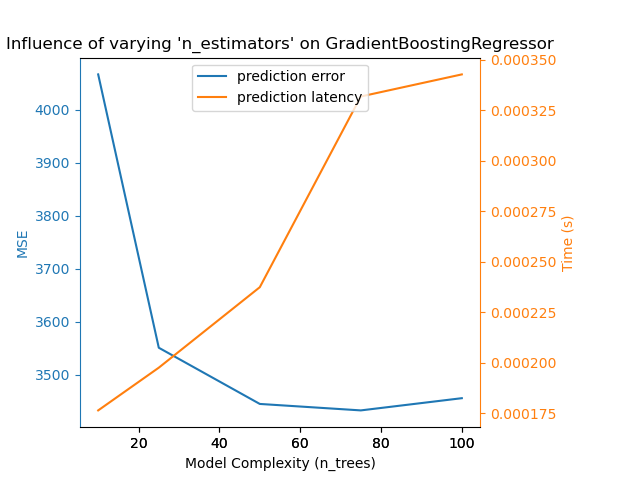 Influence of varying 'n_estimators' on GradientBoostingRegressor
prediction error
prediction latency
4000
3900
3800
3700
3600
3500
MSE
0.000350
0.000325
0.000300
0.000275
0.000250
0.000225
0.000200
0.000175
Time (s)
20 40 60 80 100
Model Complexity (n_trees)